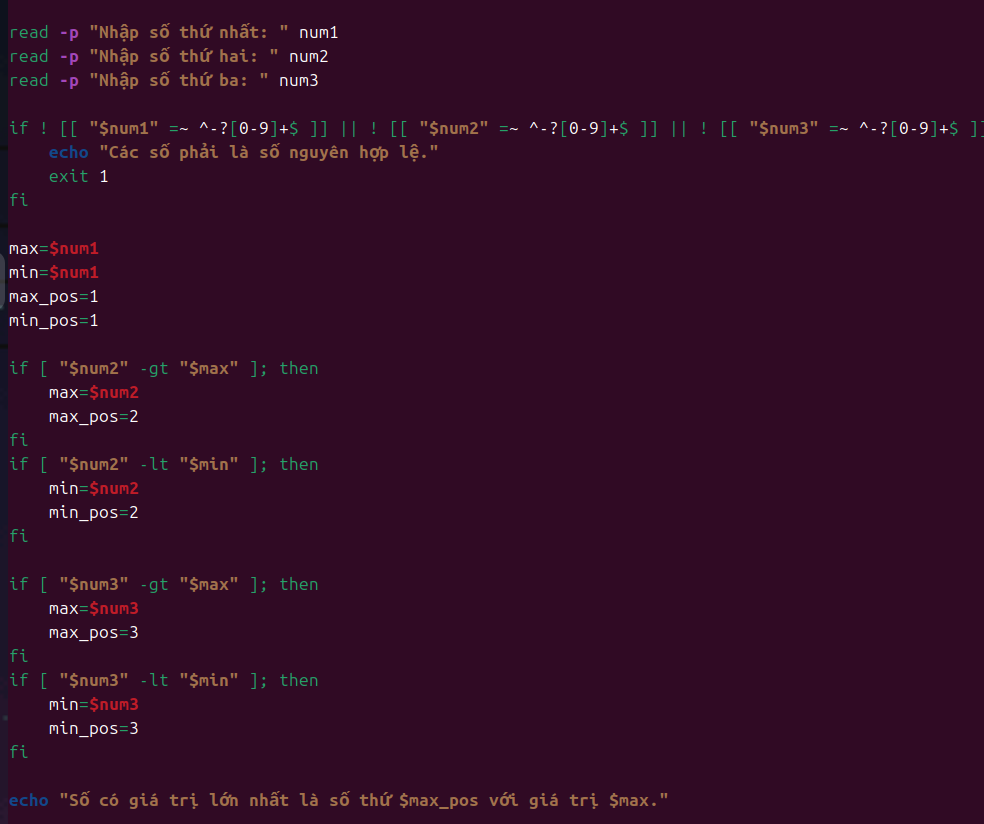 read -p "Nhập số thứ nhất: " num1
read -p "Nhập số thứ hai: " num2
read -p "Nhập số thứ ba: " num3
if ! [[ "$num1" =~ ^-?[0-9]+$ ]] || ! [[ "$num2" =~ ^-?[0-9]+$ ]] || ! [[ "$num3" =~ ^-?[0-9]+$ ]]
    echo "Các số phải là số nguyên hợp lệ."
    exit 1
fi
max=$num1
min=$num1
max_pos=1
min_pos=1
if [ "$num2" -gt "$max" ]; then
    max=$num2
    max_pos=2
fi
if [ "$num2" -lt "$min" ]; then
    min=$num2
    min_pos=2
fi
if [ "$num3" -gt "$max" ]; then
    max=$num3
    max_pos=3
fi
if [ "$num3" -lt "$min" ]; then
    min=$num3
    min_pos=3
fi
echo "Số có giá trị lớn nhất là số thứ $max_pos với giá trị $max."